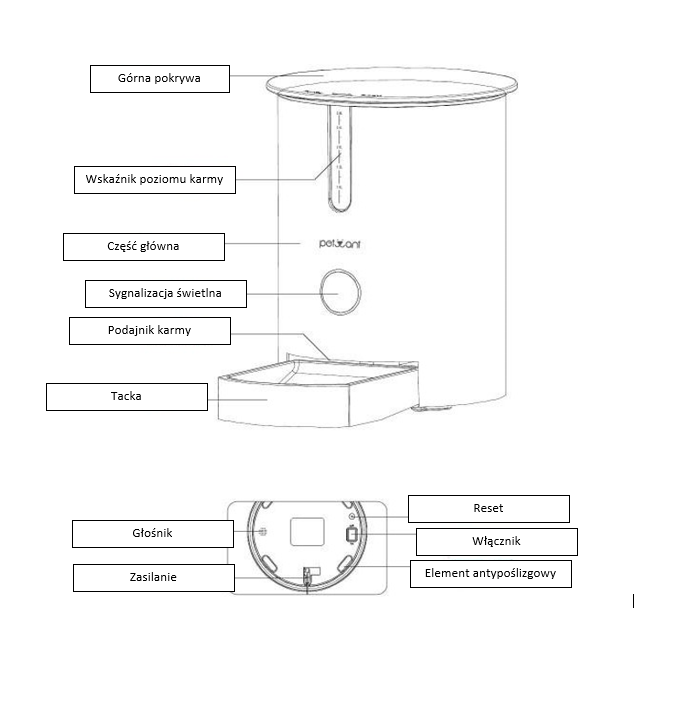 Górna pokrywa
Wskaźnik poziomu karmy
Część główna
petwant
Sygnalizacja świetlna
Podajnik karmy
Tacka
Reset
Głośnik
Włącznik
Zasilanie
Element antypoślizgowy